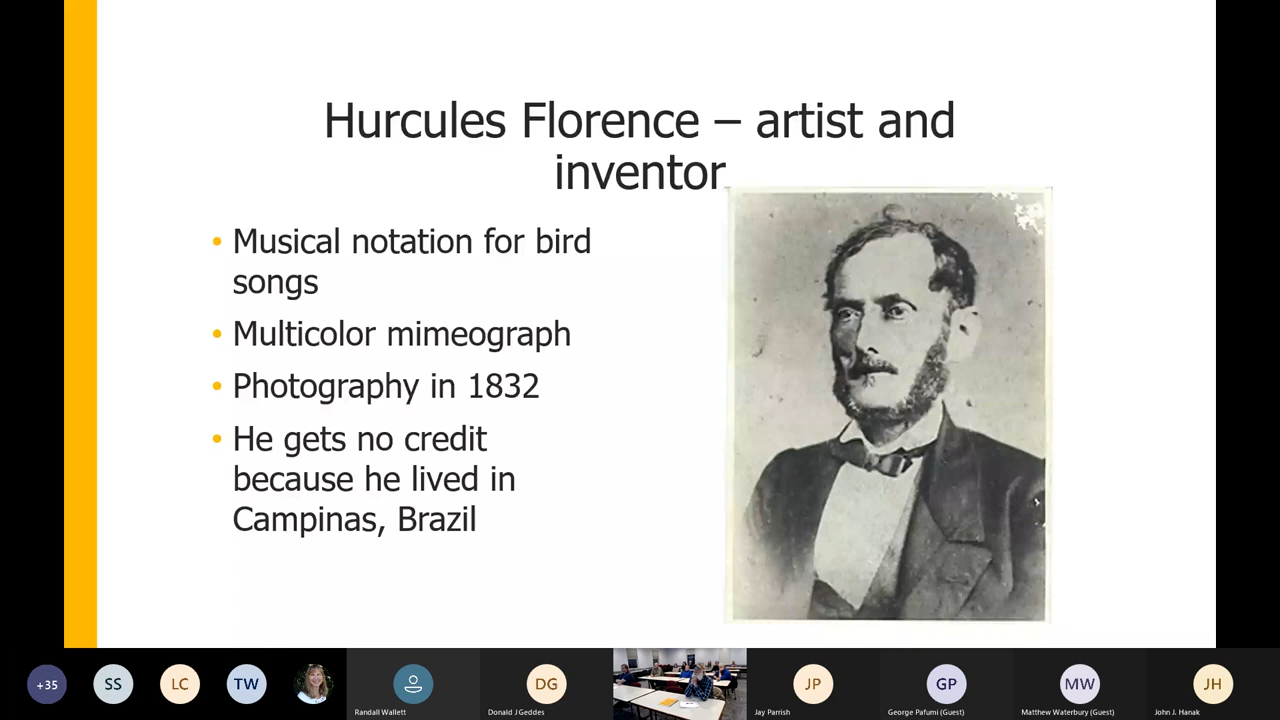 Hurcules Florence – artist and
inventor
• Musical notation for bird
songs
• Multicolor mimeograph
• Photography in 1832
• He gets no credit
because he lived in
Campinas, Brazil
+35
SS
LC
TW
Randall Wallett
DG
Donald J Geddes
JP
Jay Parrish
GP
George Pafumi (Guest)
MW
Matthew Waterbury (Guest)
JH
John J. Hanak